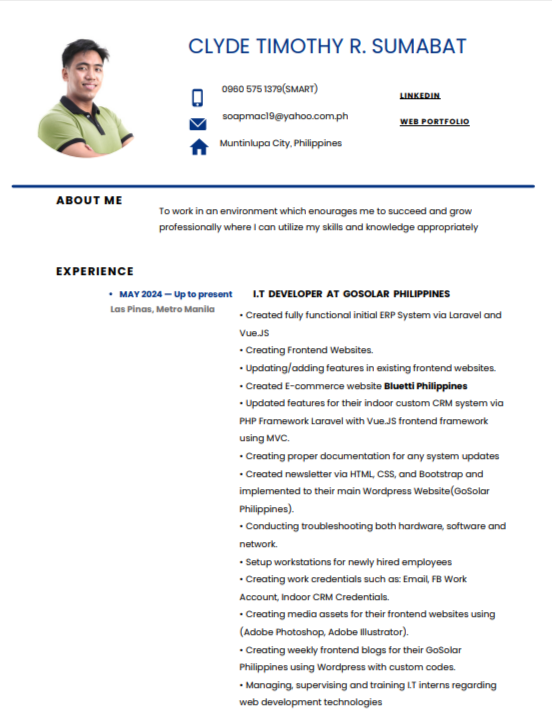 CLYDE TIMOTHY R. SUMABAT
0960 575 1379(SMART)
LINKEDIN
soapmac19@yahoo.com.ph
WEB PORTFOLIO
Muntinlupa City, Philippines
ABOUT ME
To work in an environment which enourages me to succeed and grow
professionally where I can utilize my skills and knowledge appropriately
EXPERIENCE
• MAY 2024 — Up to present
Las Pinas, Metro Manila
I.T DEVELOPER AT GOSOLAR PHILIPPINES
• Created fully functional initial ERP System via Laravel and
Vue.JS
• Creating Frontend Websites.
• Updating/adding features in existing frontend websites.
• Created E-commerce website Bluetti Philippines
• Updated features for their indoor custom CRM system via
PHP Framework Laravel with Vue.JS frontend framework
using MVC.
• Creating proper documentation for any system updates
• Created newsletter via HTML, CSS, and Bootstrap and
implemented to their main Wordpress Website(GoSolar
Philippines).
• Conducting troubleshooting both hardware, software and
network.
• Setup workstations for newly hired employees
• Creating work credentials such as: Email, FB Work
Account, Indoor CRM Credentials.
• Creating media assets for their frontend websites using
(Adobe Photoshop, Adobe Illustrator).
• Creating weekly frontend blogs for their GoSolar
Philippines using Wordpress with custom codes.
• Managing, supervising and training I.T interns regarding
web development technologies